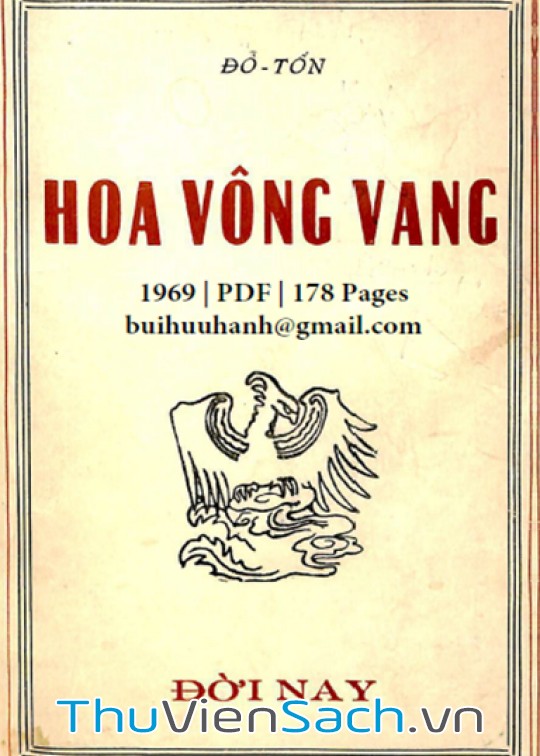 ĐỖ-TỐN
HOA VÔNG VANG
1969 | PDF | 178 Pages
buihuuhanh@gmail.com
ĐỜI NAY
ThuVienSach.vn